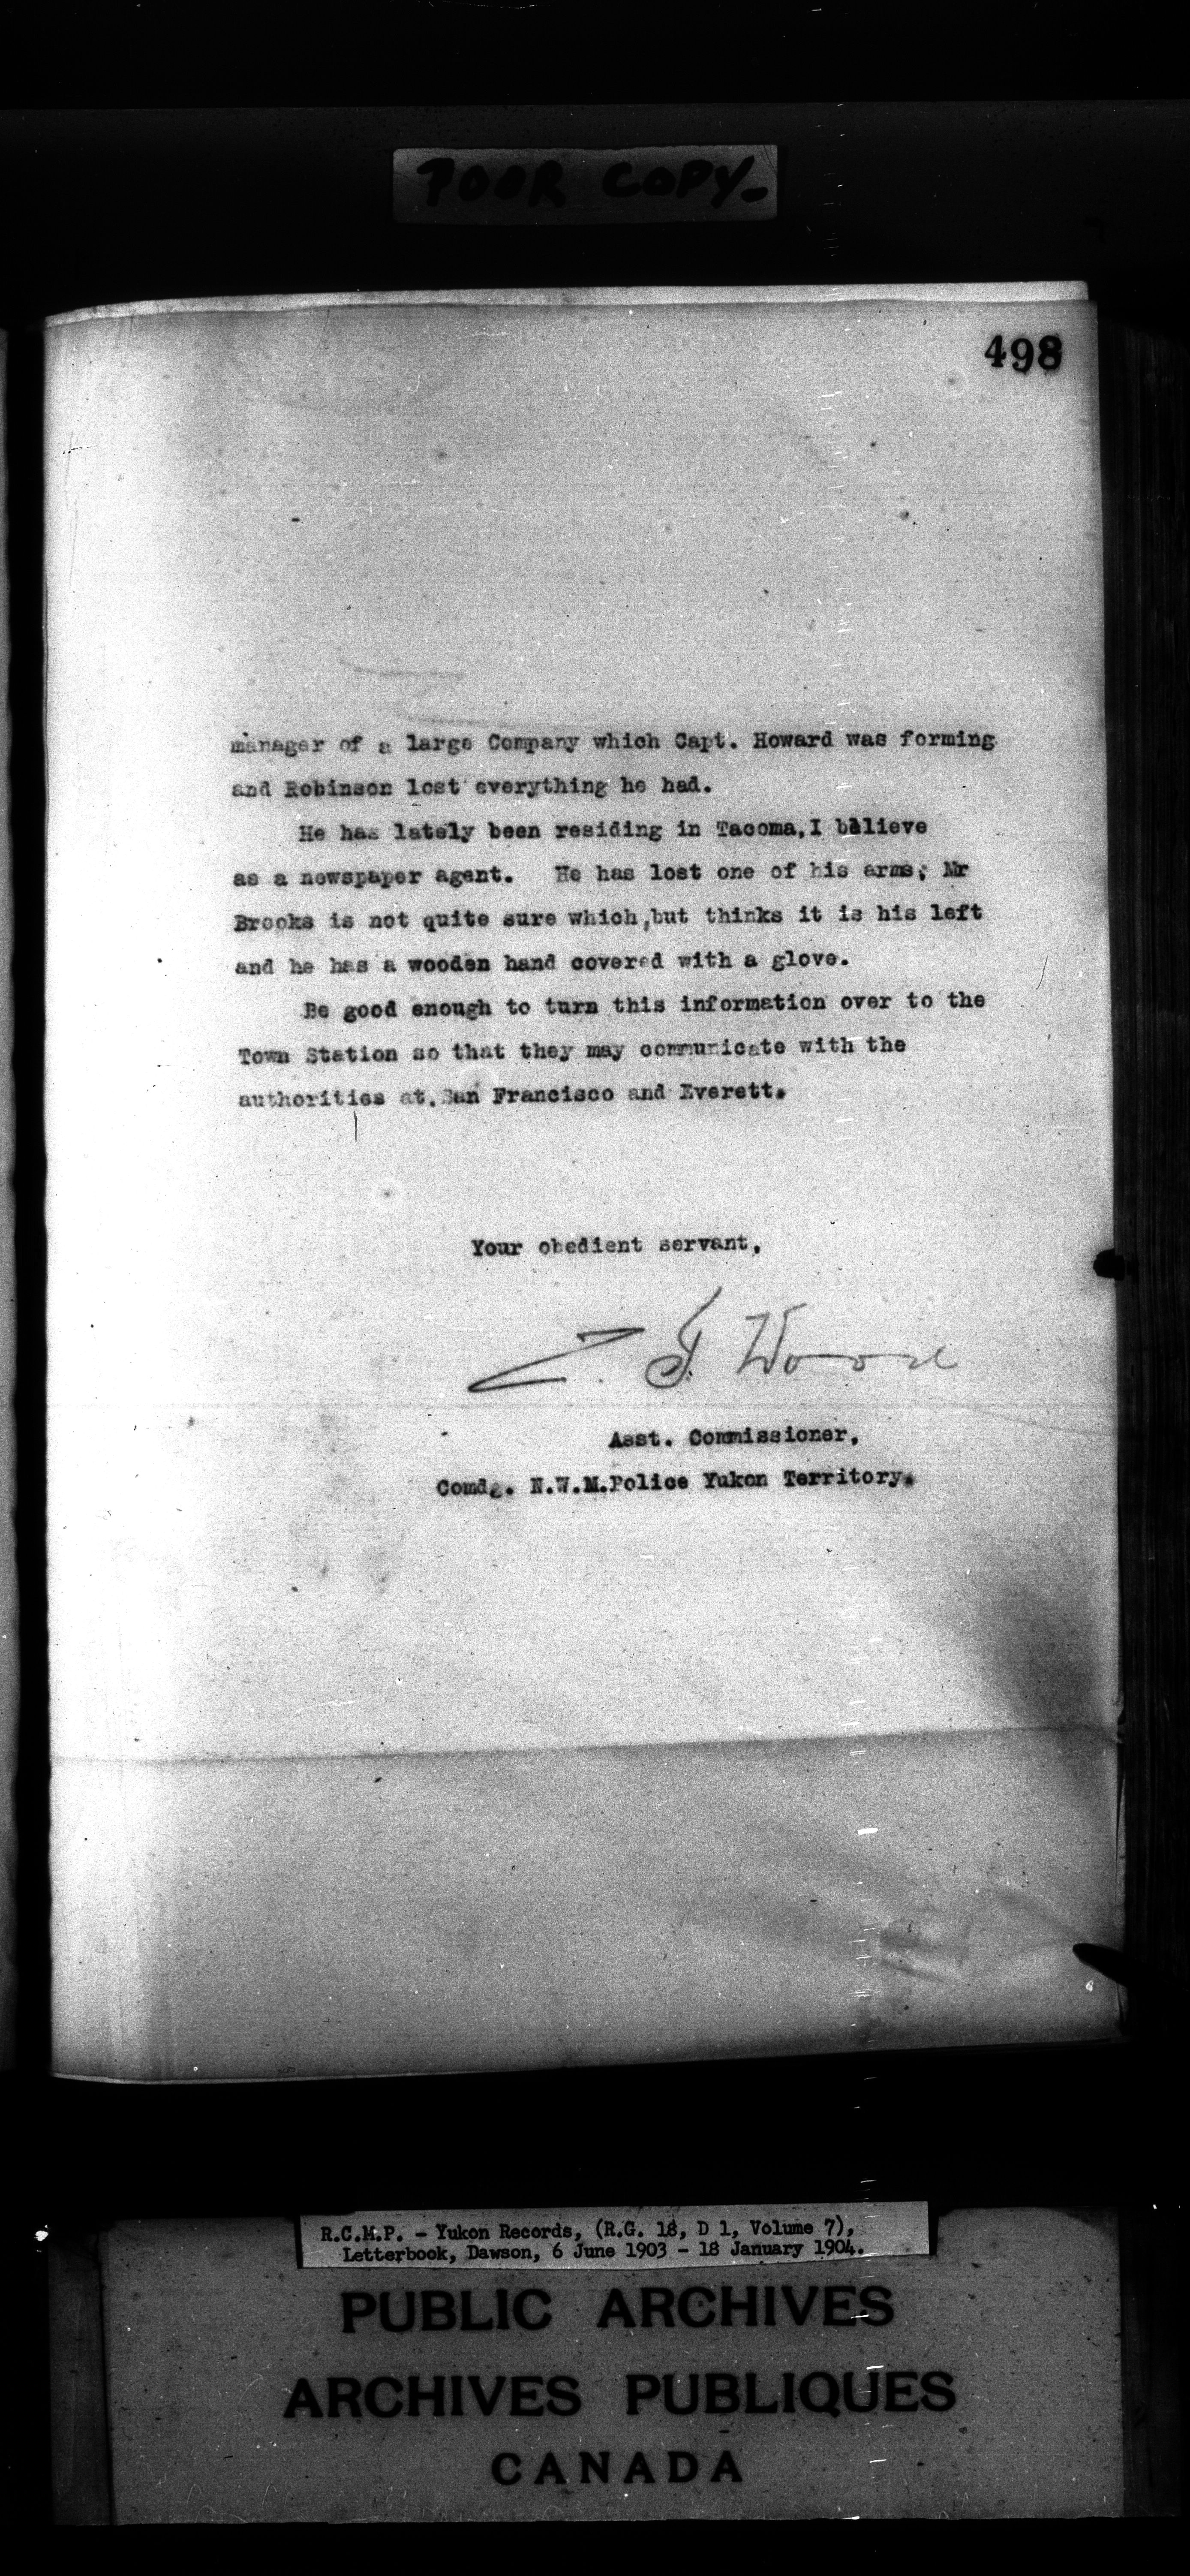 POOR COPY-
498
manager of a large Company which Capt. Howard was forming
and Robinson lost everything he had.
He has lately been residing in Tacoma, I believe
as a newspaper agent. He has lost one of his arms; Mr
Brooks is not quite sure which, but thinks it is his left
and he has a wooden hand covered with a glove.
Be good enough to turn this information over to the
Town Station so that they may communicate with the
authorities at San Francisco and Everett.
Your obedient servant,
Z. T. Wood
Asst. Commissioner,
Comdg. N.W.M.Police Yukon Territory.
R.C.M.P. - Yukon Records, (R.G. 18, D 1, Volume 7),
Letterbook, Dawson, 6 June 1903 - 18 January 1904.
PUBLIC ARCHIVES
ARCHIVES PUBLIQUES
CANADA